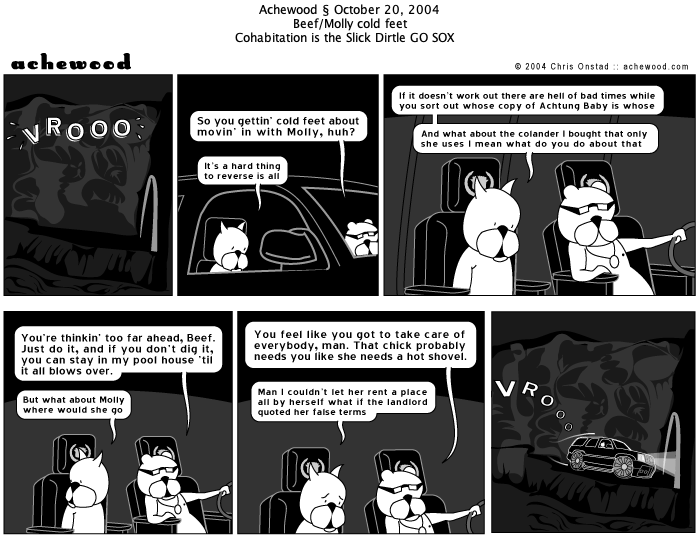 Achewood § October 20, 2004
Beef/Molly cold feet
Cohabitation is the Slick Dirtle GO SOX
achewood
© 2004 Chris Onstad :: achewood.com
VROOO
So you gettin' cold feet about
movin' in with Molly, huh?
It's a hard thing
to reverse is all
If it doesn't work out there are hell of bad times while
you sort out whose copy of Achtung Baby is whose
And what about the colander I bought that only
she uses I mean what do you do about that
You're thinkin' too far ahead, Beef.
Just do it, and if you don't dig it,
you can stay in my pool house 'til
it all blows over.
But what about Molly
where would she go
You feel like you got to take care of
everybody, man. That chick probably
needs you like she needs a hot shovel.
Man I couldn't let her rent a place
all by herself what if the landlord
quoted her false terms
VROOO